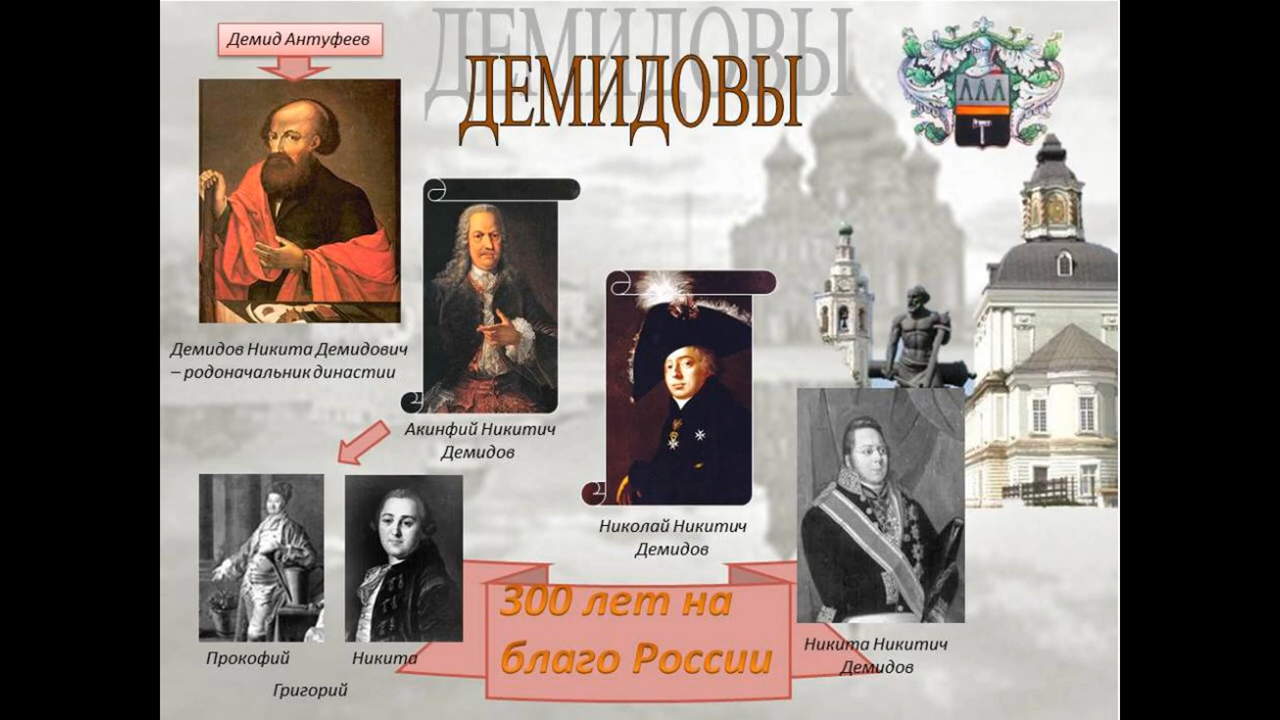 Демид Антуфеев
ДЕМИДОВЫ
ДЕМИДОВЫ
Демидов Никита Демидович
– родоначальник династии
Акинфий Никитич
Демидов
Николай Никитич
Демидов
Никита Никитич
Демидов
Прокофий
Никита
Григорий
300 лет на
благо России